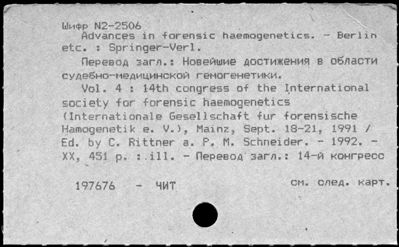 Шифр N2-2506
Advances in forensic haemogenetics. - Berlin
etc. : Springer-Verl.
Перевод загл.: Новейшие достижения в области
судебно-медицинской гемогенетики.
Vol. 4 : 14th congress of the International
society for forensic haemogenetics
(Internationale Gesellschaft fur forensische
Hamogenetik e. V.), Mainz, Sept. 18-21, 1991 /
Ed. by C. Rittner a. P. M. Schneider. - 1992. -
XX, 451 p. : ill. - Перевод загл.: 14-й конгресс
197676 - ЧИТ см. след. карт.